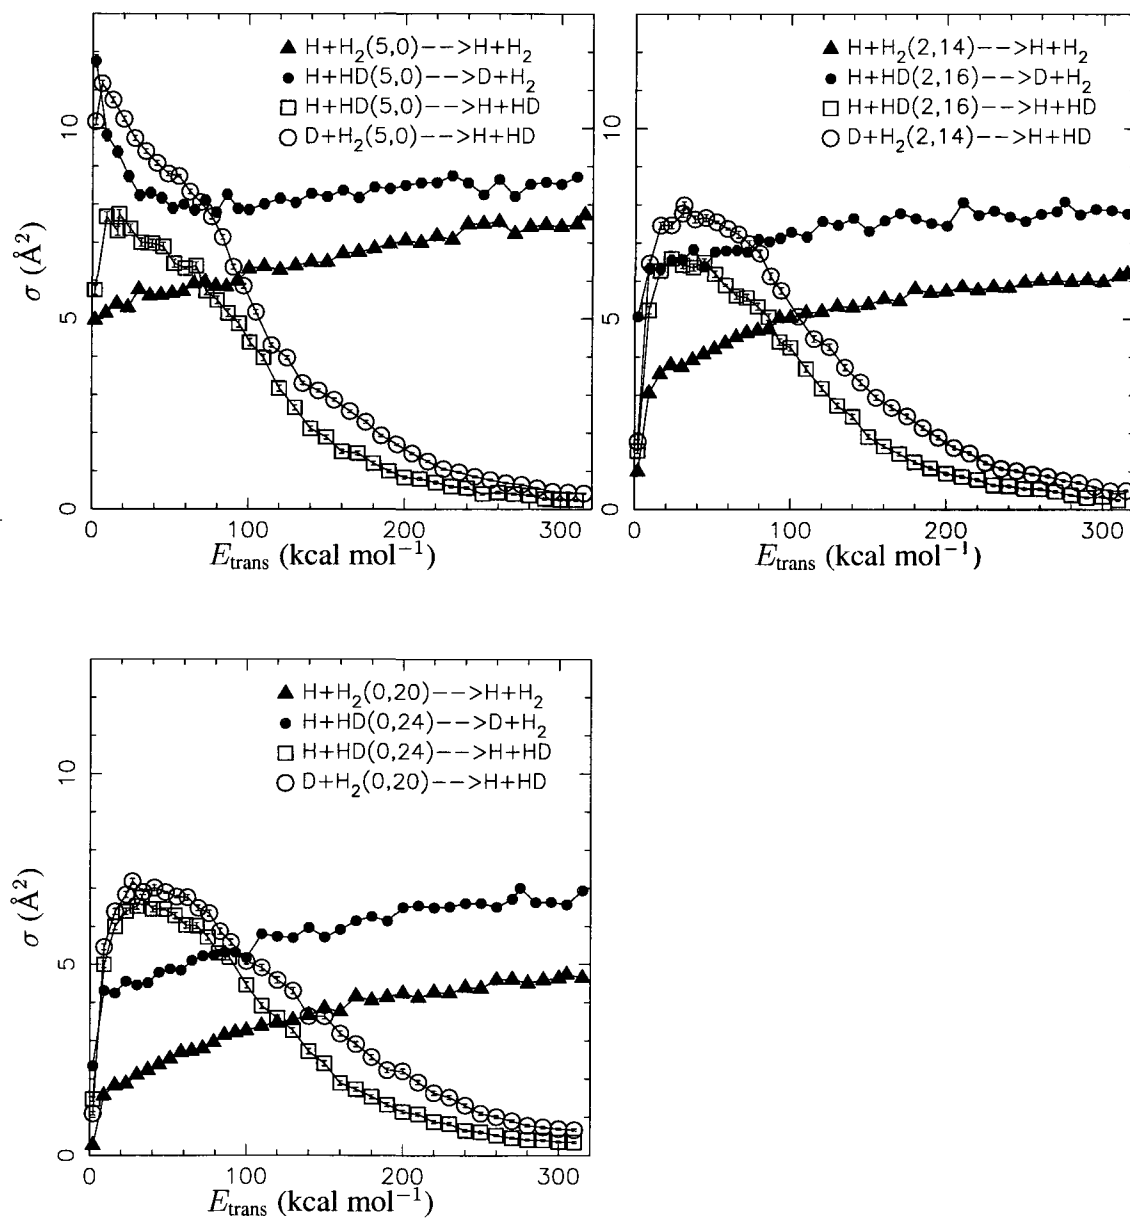 H+H₂(5,0)-->H+H₂
H+HD(5,0)-->D+H₂
H+HD(5,0)-->H+HD
D+H₂(5,0)-->H+HD
10
5
0
σ (Å²)
0 100 200 300
E_trans (kcal mol⁻¹)
H+H₂(2,14)-->H+H₂
H+HD(2,16)-->D+H₂
H+HD(2,16)-->H+HD
D+H₂(2,14)-->H+HD
10
5
0
0 100 200 300
E_trans (kcal mol⁻¹)
H+H₂(0,20)-->H+H₂
H+HD(0,24)-->D+H₂
H+HD(0,24)-->H+HD
D+H₂(0,20)-->H+HD
10
5
0
σ (Å²)
0 100 200 300
E_trans (kcal mol⁻¹)